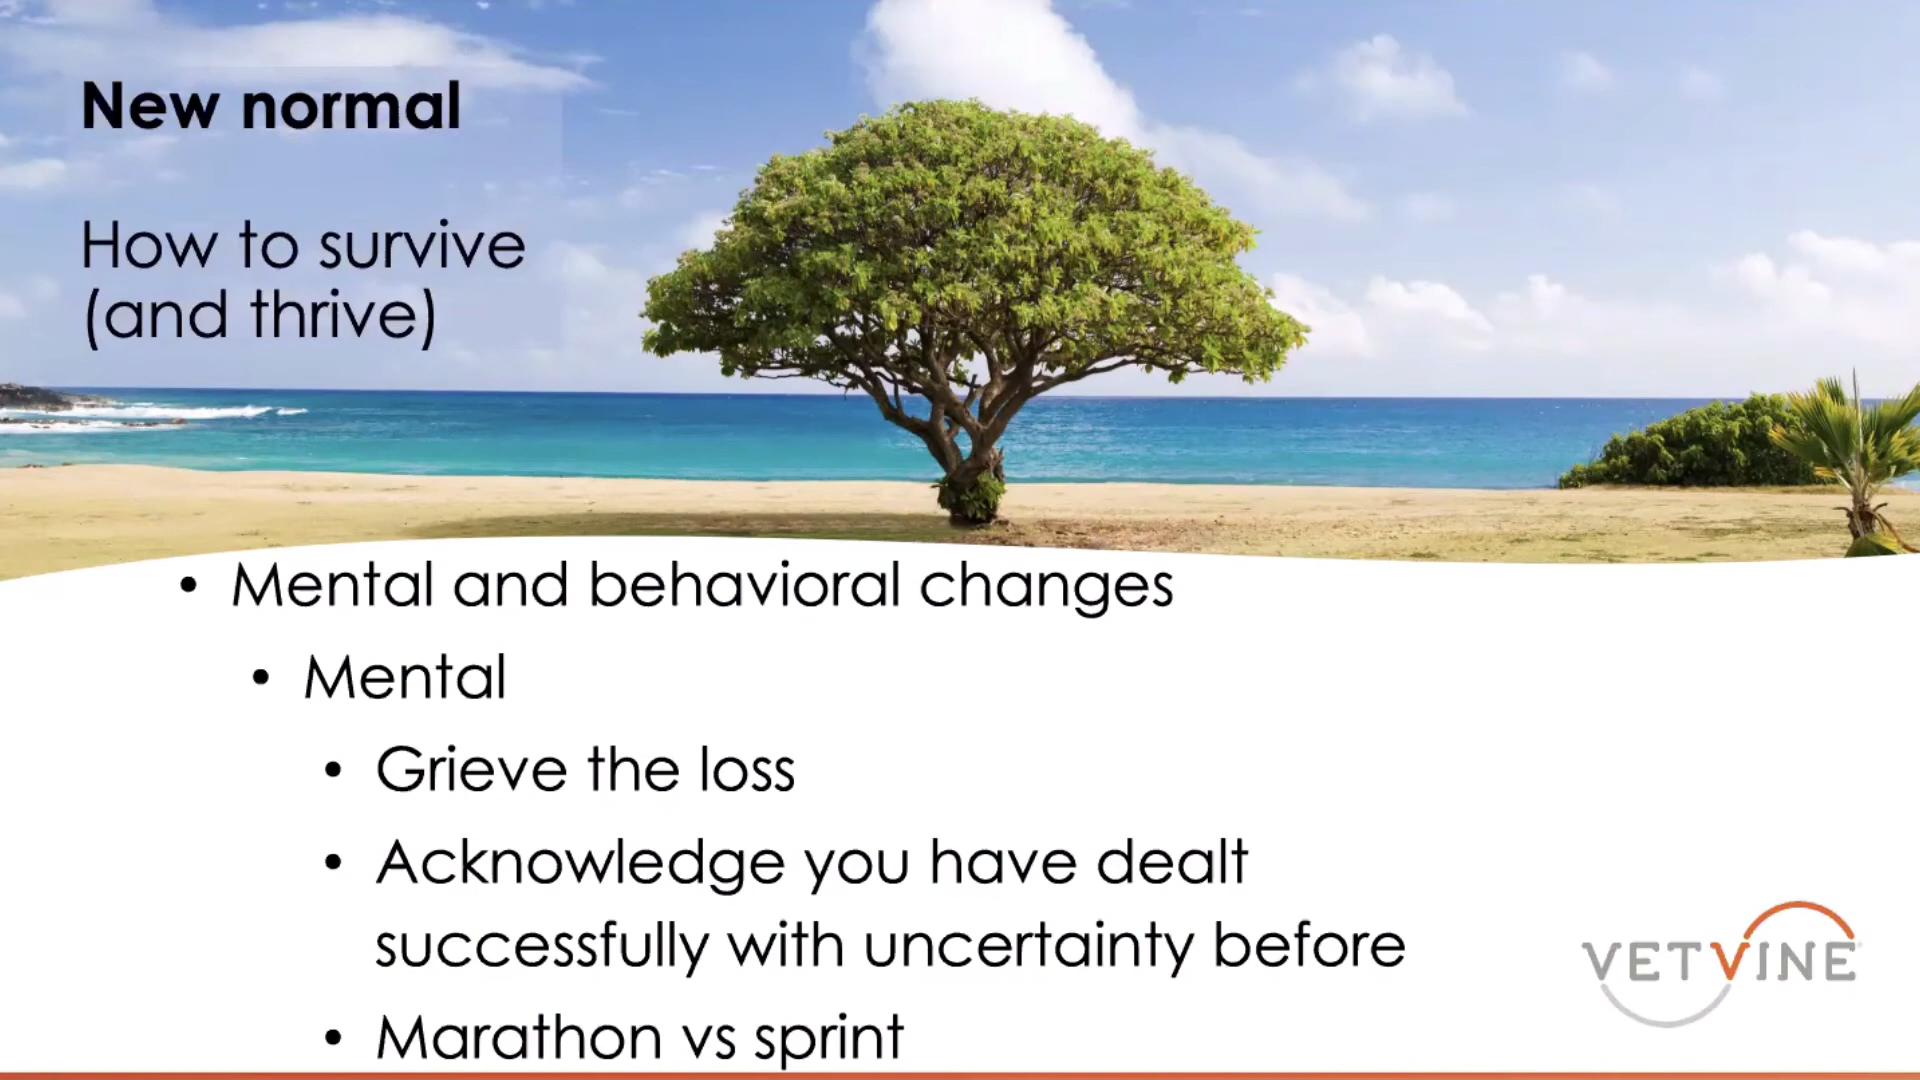 New normal
How to survive
(and thrive)
• Mental and behavioral changes
• Mental
• Grieve the loss
• Acknowledge you have dealt
successfully with uncertainty before
• Marathon vs sprint
VETVINE